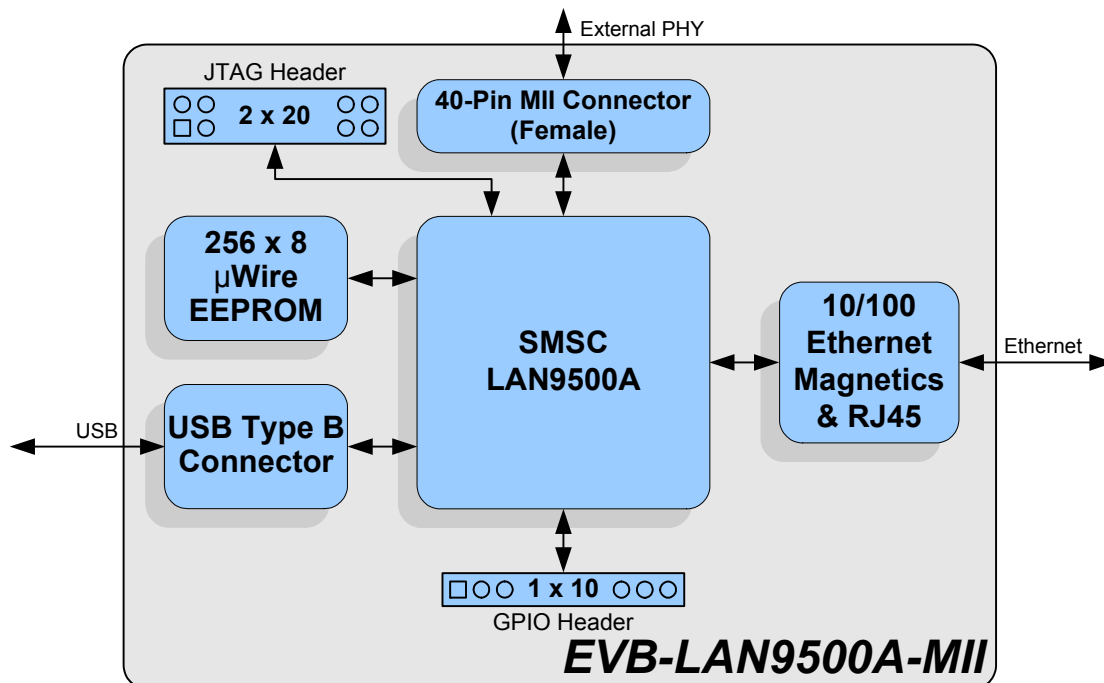 External PHY
JTAG Header
2 x 20
40-Pin MII Connector
(Female)
256 x 8
µWire
EEPROM
SMSC
LAN9500A
10/100
Ethernet
Magnetics
& RJ45
Ethernet
USB
USB Type B
Connector
1 x 10
GPIO Header
EVB-LAN9500A-MII